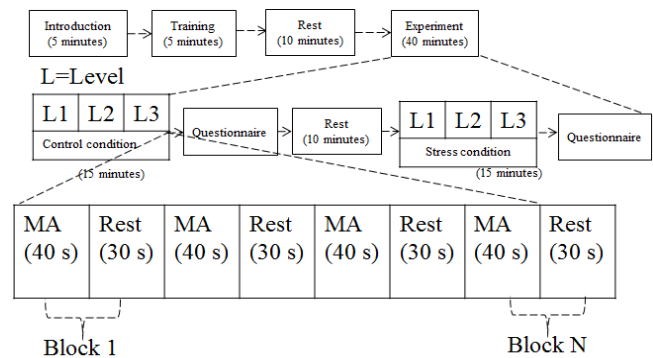 Introduction
(5 minutes)
Training
(5 minutes)
Rest
(10 minutes)
Experiment
(40 minutes)
L=Level
L1 L2 L3
Control condition
(15 minutes)
Questionnaire
Rest
(10 minutes)
L1 L2 L3
Stress condition
(15 minutes)
Questionnaire
MA Rest MA Rest MA Rest MA Rest
(40 s) (30 s) (40 s) (30 s) (40 s) (30 s) (40 s) (30 s)
Block 1
Block N